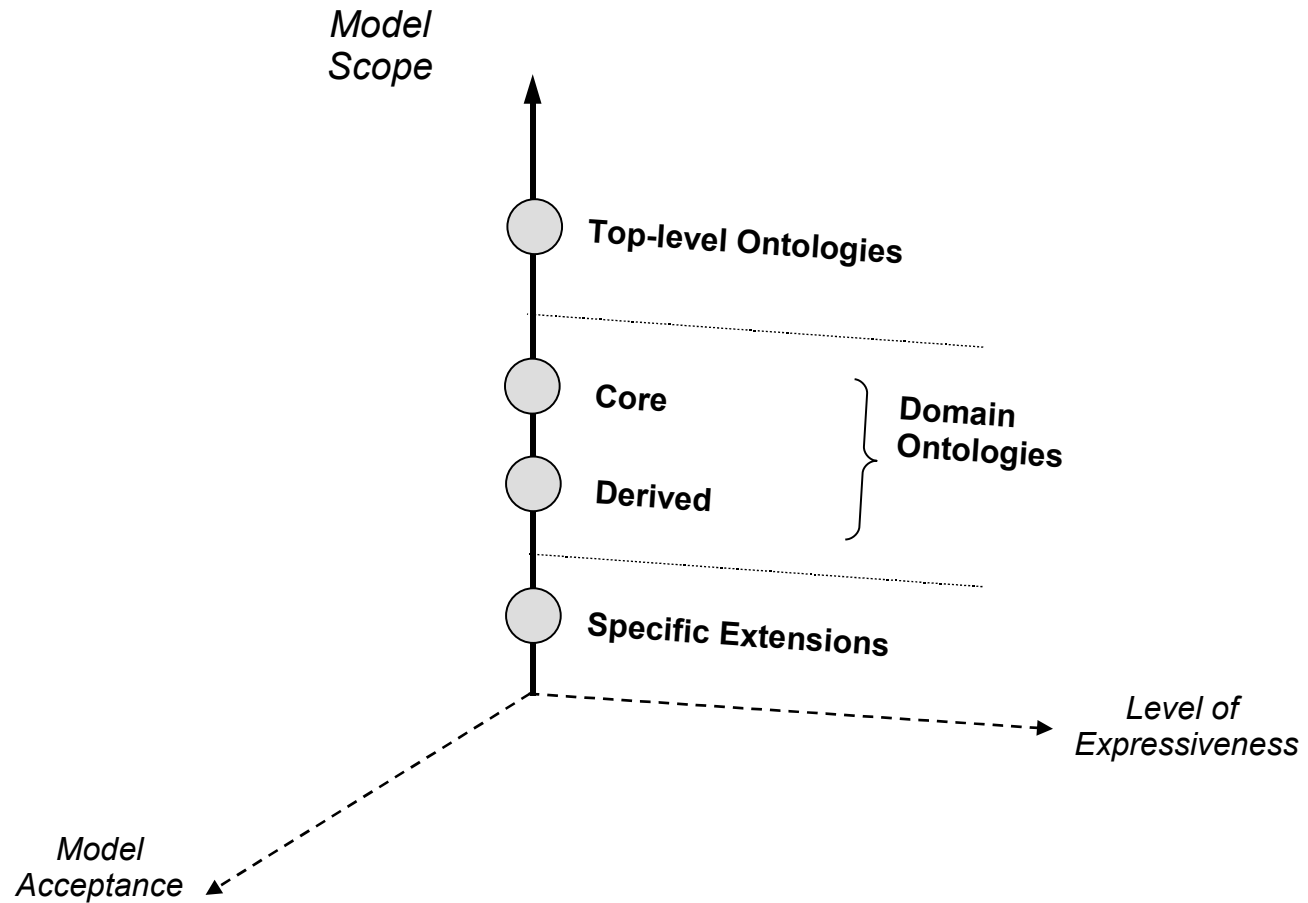 Model
Scope
Top-level Ontologies
Core
Domain
Ontologies
Derived
Specific Extensions
Level of
Expressiveness
Model
Acceptance